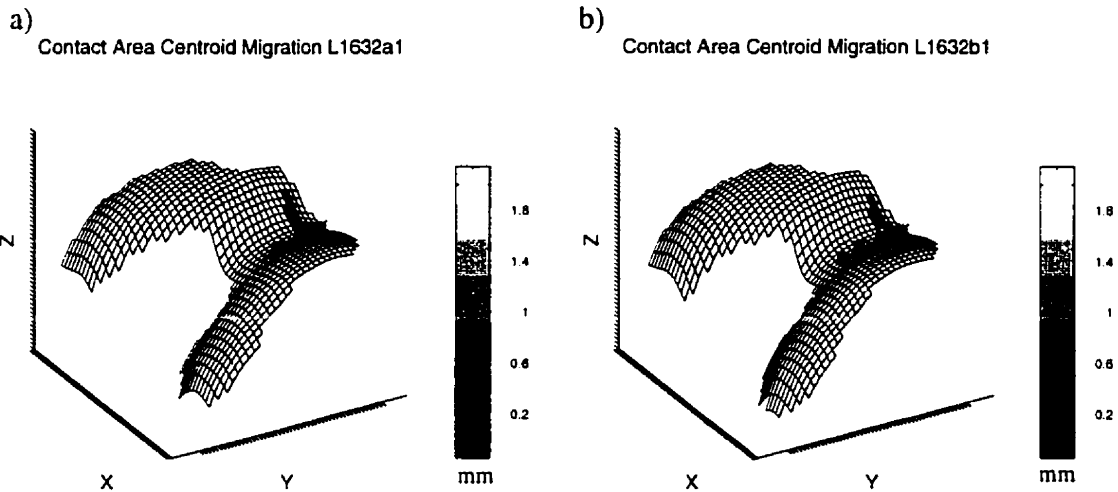 a)
Contact Area Centroid Migration L1632a1
Z
X
Y
1.8
1.4
1
0.6
0.2
mm
b)
Contact Area Centroid Migration L1632b1
Z
X
Y
1.8
1.4
1
0.6
0.2
mm